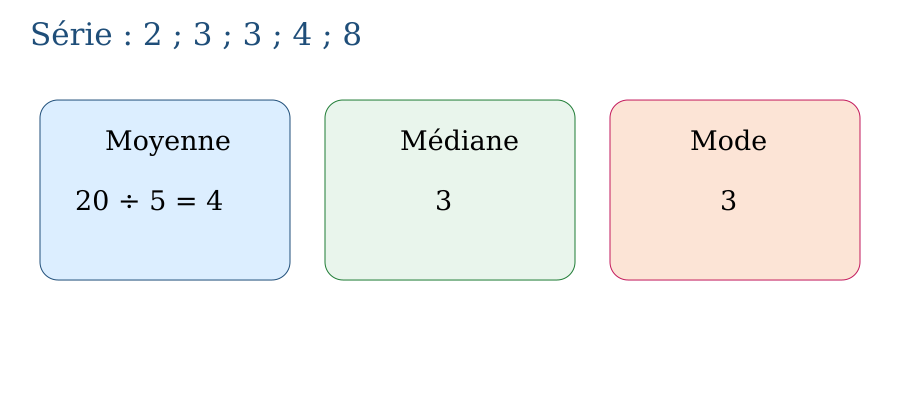 Série : 2 ; 3 ; 3 ; 4 ; 8
Moyenne
20 ÷ 5 = 4
Médiane
3
Mode
3